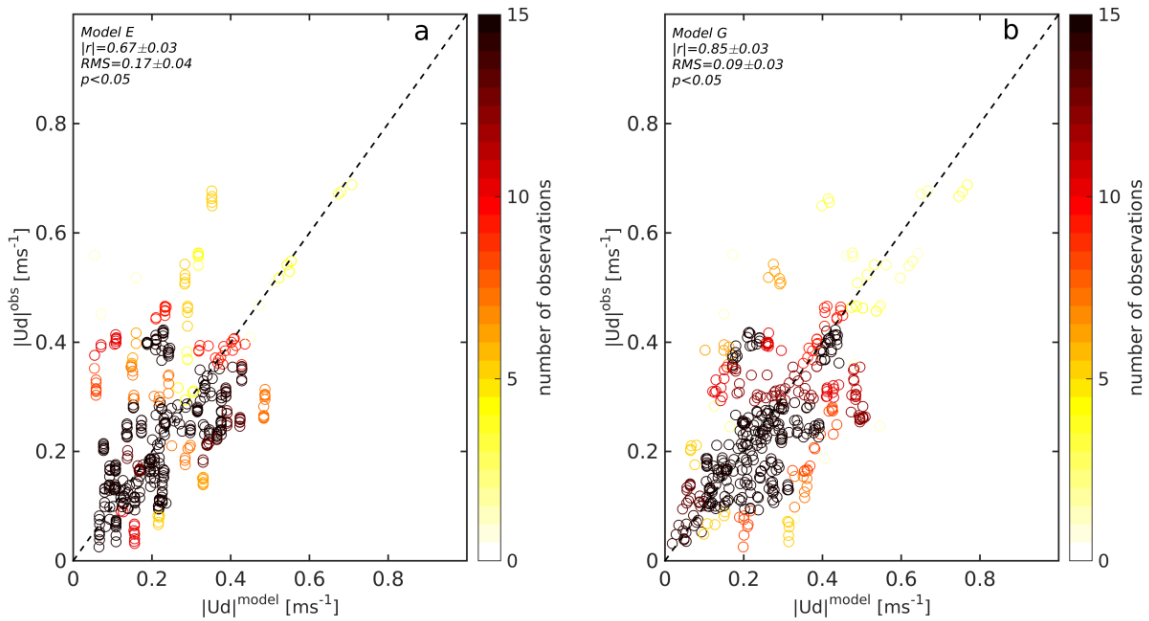 a
Model E
|r|=0.67±0.03
RMS=0.17±0.04
p<0.05
0.8
0.6
0.4
0.2
0
0
0.2
0.4
0.6
0.8
|Ud|^obs [ms^-1]
|Ud|^model [ms^-1]
15
10
5
0
number of observations
b
Model G
|r|=0.85±0.03
RMS=0.09±0.03
p<0.05
0.8
0.6
0.4
0.2
0
0
0.2
0.4
0.6
0.8
|Ud|^obs [ms^-1]
|Ud|^model [ms^-1]
15
10
5
0
number of observations